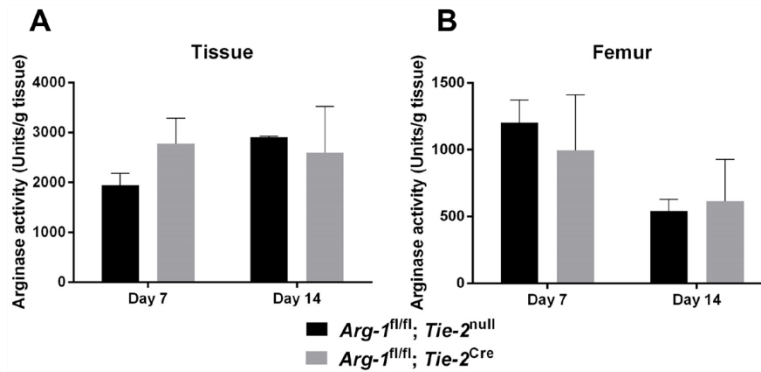 A
Tissue
Arginase activity (Units/g tissue)
4000
3000
2000
1000
0
Day 7
Day 14
B
Femur
Arginase activity (Units/g tissue)
1500
1000
500
0
Day 7
Day 14
Arg-1fl/fl; Tie-2null
Arg-1fl/fl; Tie-2Cre